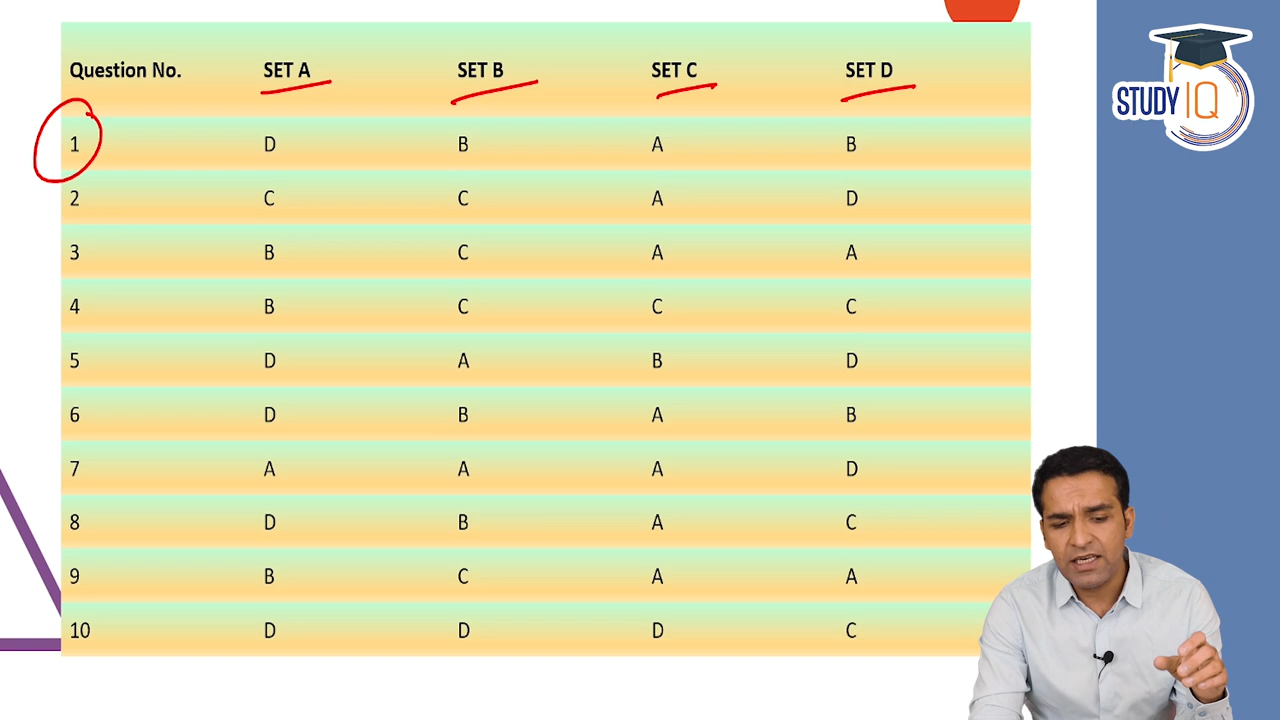 Question No. SET A SET B SET C SET D
1 D B A B
2 C C A D
3 B C A A
4 B C C C
5 D A B D
6 D B A B
7 A A A D
8 D B A C
9 B C A A
10 D D D C
STUDY IQ